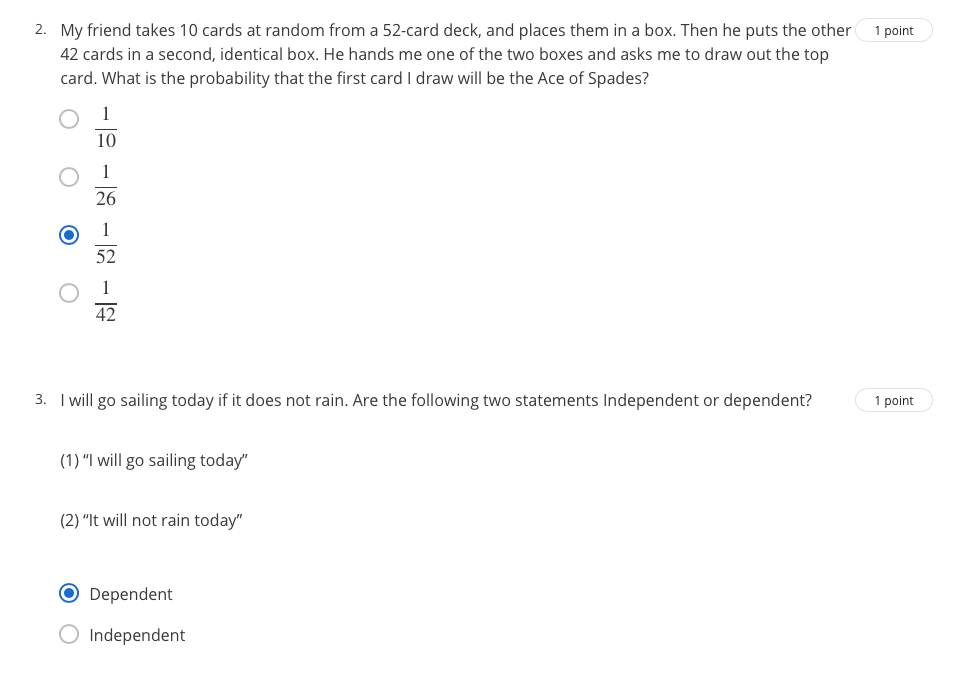 2. My friend takes 10 cards at random from a 52-card deck, and places them in a box. Then he puts the other 1 point
42 cards in a second, identical box. He hands me one of the two boxes and asks me to draw out the top
card. What is the probability that the first card I draw will be the Ace of Spades?
1
10
1
26
1
52
1
42
3. I will go sailing today if it does not rain. Are the following two statements Independent or dependent? 1 point
(1) “I will go sailing today”
(2) “It will not rain today”
Dependent
Independent